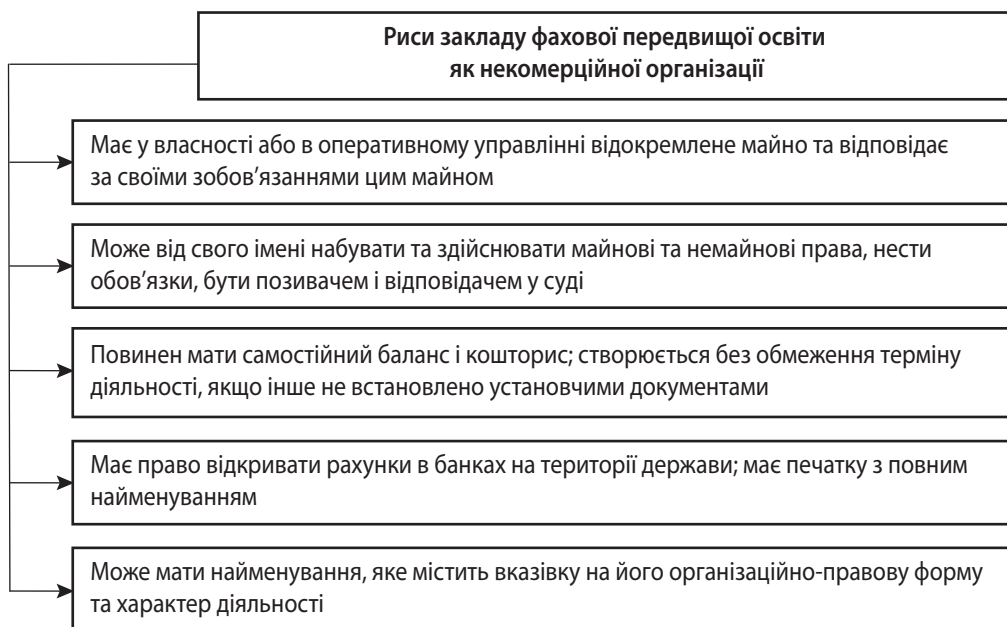 Риси закладу фахової передвищої освіти
як некомерційної організації
Має у власності або в оперативному управлінні відокремлене майно та відповідає
за своїми зобов'язаннями цим майном
Може від свого імені набувати та здійснювати майнові та немайнові права, нести
обов'язки, бути позивачем і відповідачем у суді
Повинен мати самостійний баланс і кошторис; створюється без обмеження терміну
діяльності, якщо інше не встановлено установчими документами
Має право відкривати рахунки в банках на території держави; має печатку з повним
найменуванням
Може мати найменування, яке містить вказівку на його організаційно-правову форму
та характер діяльності